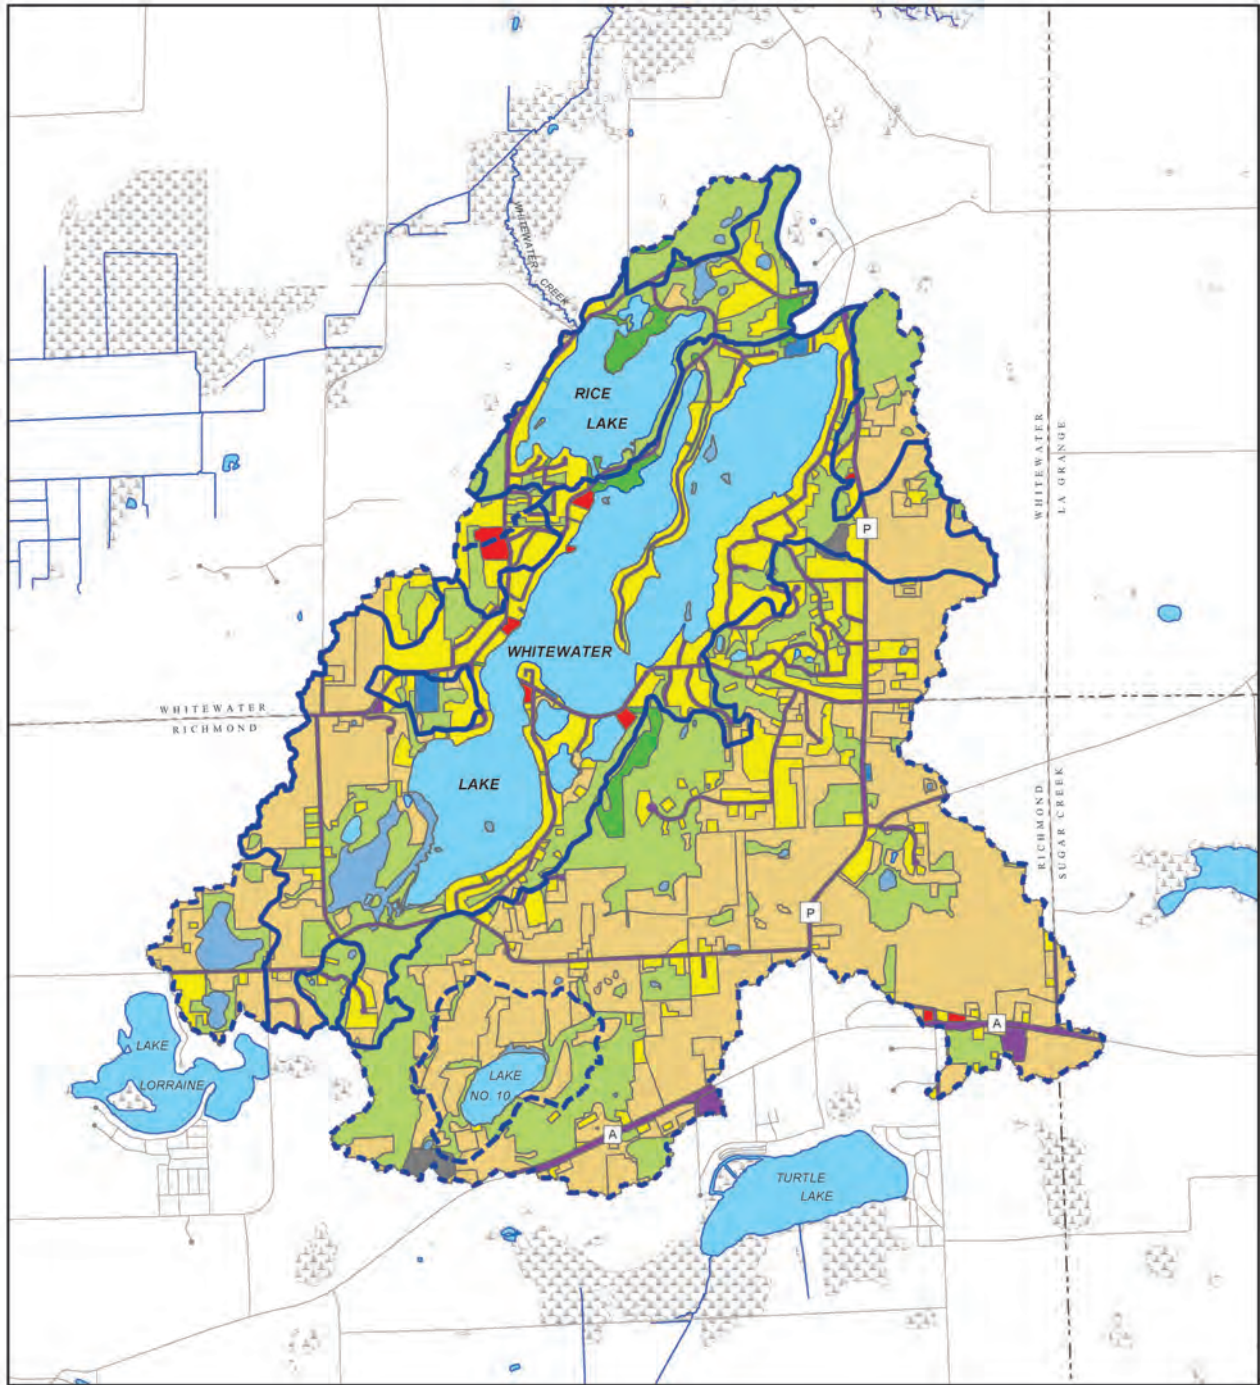 WHITEWATER
CREEK
RICE
LAKE
WHITEWATER
LA GRANGE
P
WHITEWATER
WHITEWATER
RICHMOND
LAKE
RICHMOND
SUGAR CREEK
P
A
LAKE
LORRAINE
LAKE
NO. 10
A
TURTLE
LAKE